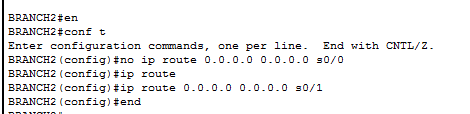 BRANCH2#en
BRANCH2#conf t
Enter configuration commands, one per line.  End with CNTL/Z.
BRANCH2(config)#no ip route 0.0.0.0 0.0.0.0 s0/0
BRANCH2(config)#ip route
BRANCH2(config)#ip route 0.0.0.0 0.0.0.0 s0/1
BRANCH2(config)#end
BRANCH2#